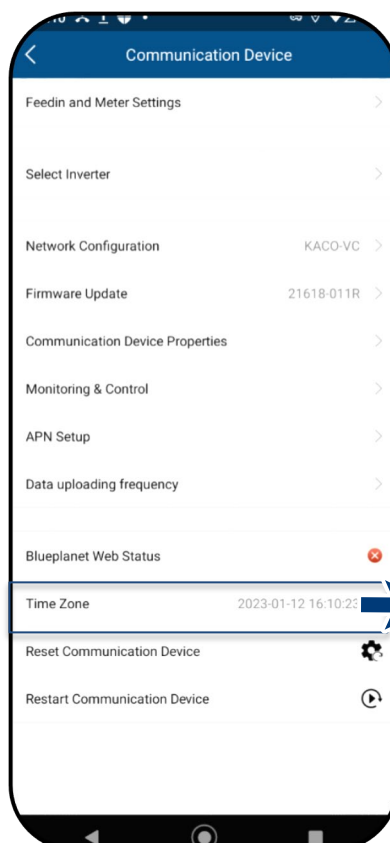 Communication Device
Feedin and Meter Settings
Select Inverter
Network Configuration KACO-VC
Firmware Update 21618-011R
Communication Device Properties
Monitoring & Control
APN Setup
Data uploading frequency
Blueplanet Web Status
Time Zone 2023-01-12 16:10:23
Reset Communication Device
Restart Communication Device